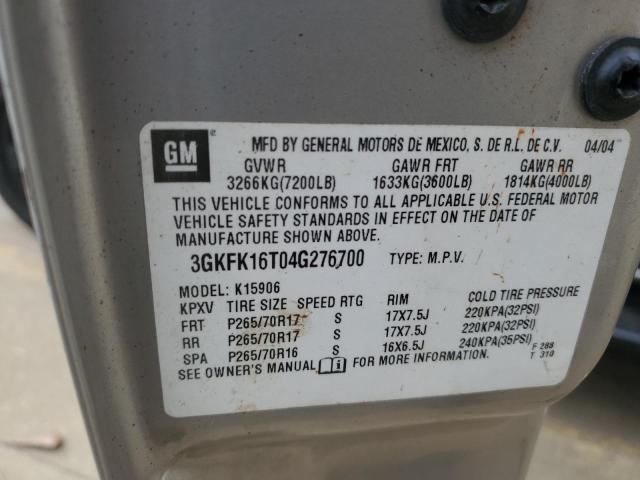 GM
MFD BY GENERAL MOTORS DE MEXICO, S. DE R.L. DE C.V. 04/04
GVWR GAWR FRT GAWR RR
3266KG(7200LB) 1633KG(3600LB) 1814KG(4000LB)
THIS VEHICLE CONFORMS TO ALL APPLICABLE U.S. FEDERAL MOTOR
VEHICLE SAFETY STANDARDS IN EFFECT ON THE DATE OF
MANUFACTURE SHOWN ABOVE.
3GKFK16T04G276700 TYPE: M.P.V.
MODEL: K15906
KPXV TIRE SIZE SPEED RTG RIM COLD TIRE PRESSURE
FRT P265/70R17 S 17X7.5J 220KPA(32PSI)
RR P265/70R17 S 17X7.5J 220KPA(32PSI)
SPA P265/70R16 S 16X6.5J 240KPA(35PSI) F 288
T 310
SEE OWNER'S MANUAL i FOR MORE INFORMATION.